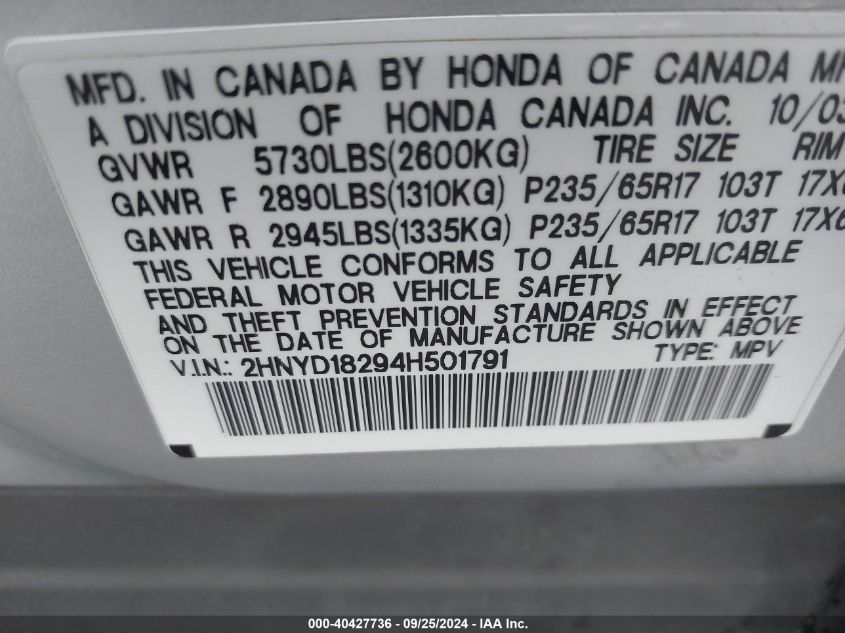 MFD. IN CANADA BY HONDA OF CANADA
A DIVISION OF HONDA CANADA INC. 10/03
GVWR 5730LBS(2600KG) TIRE SIZE RIM
GAWR F 2890LBS(1310KG) P235/65R17 103T
GAWR R 2945LBS(1335KG) P235/65R17 103T
THIS VEHICLE CONFORMS TO ALL APPLICABLE
FEDERAL MOTOR VEHICLE SAFETY
AND THEFT PREVENTION STANDARDS IN EFFECT
ON THE DATE OF MANUFACTURE SHOWN ABOVE
V.I.N.: 2HNYD18294H501791 TYPE: MPV
000-40427736 - 09/25/2024 - IAA Inc.